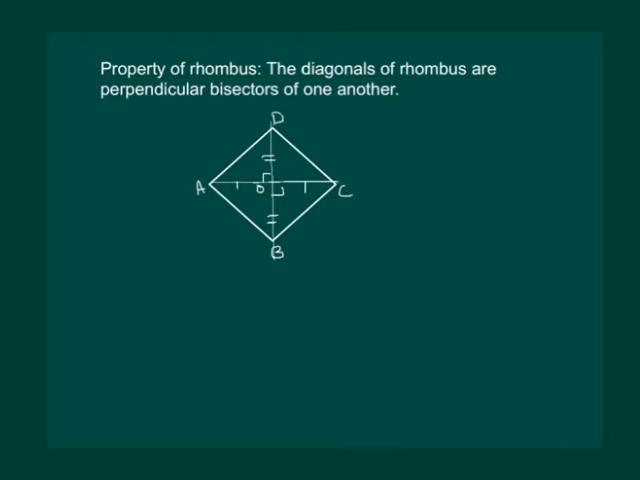 Property of rhombus: The diagonals of rhombus are
perpendicular bisectors of one another.
D
A
O
C
B